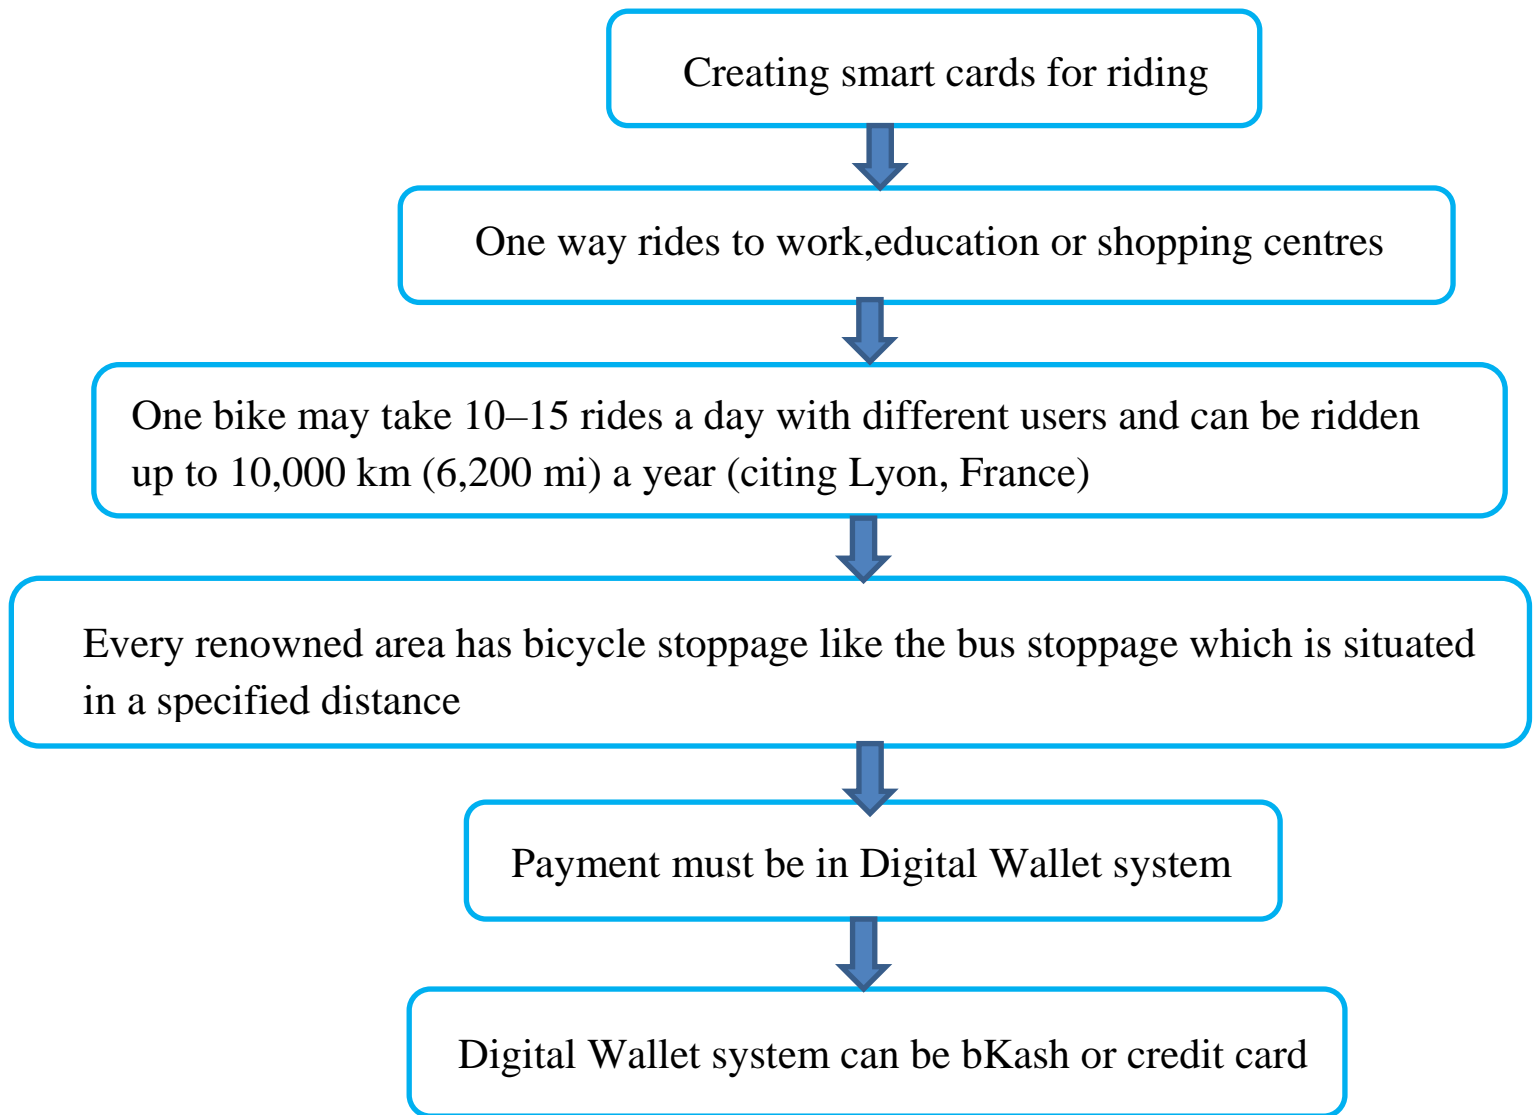 Creating smart cards for riding
One way rides to work,education or shopping centres
One bike may take 10–15 rides a day with different users and can be ridden
up to 10,000 km (6,200 mi) a year (citing Lyon, France)
Every renowned area has bicycle stoppage like the bus stoppage which is situated
in a specified distance
Payment must be in Digital Wallet system
Digital Wallet system can be bKash or credit card